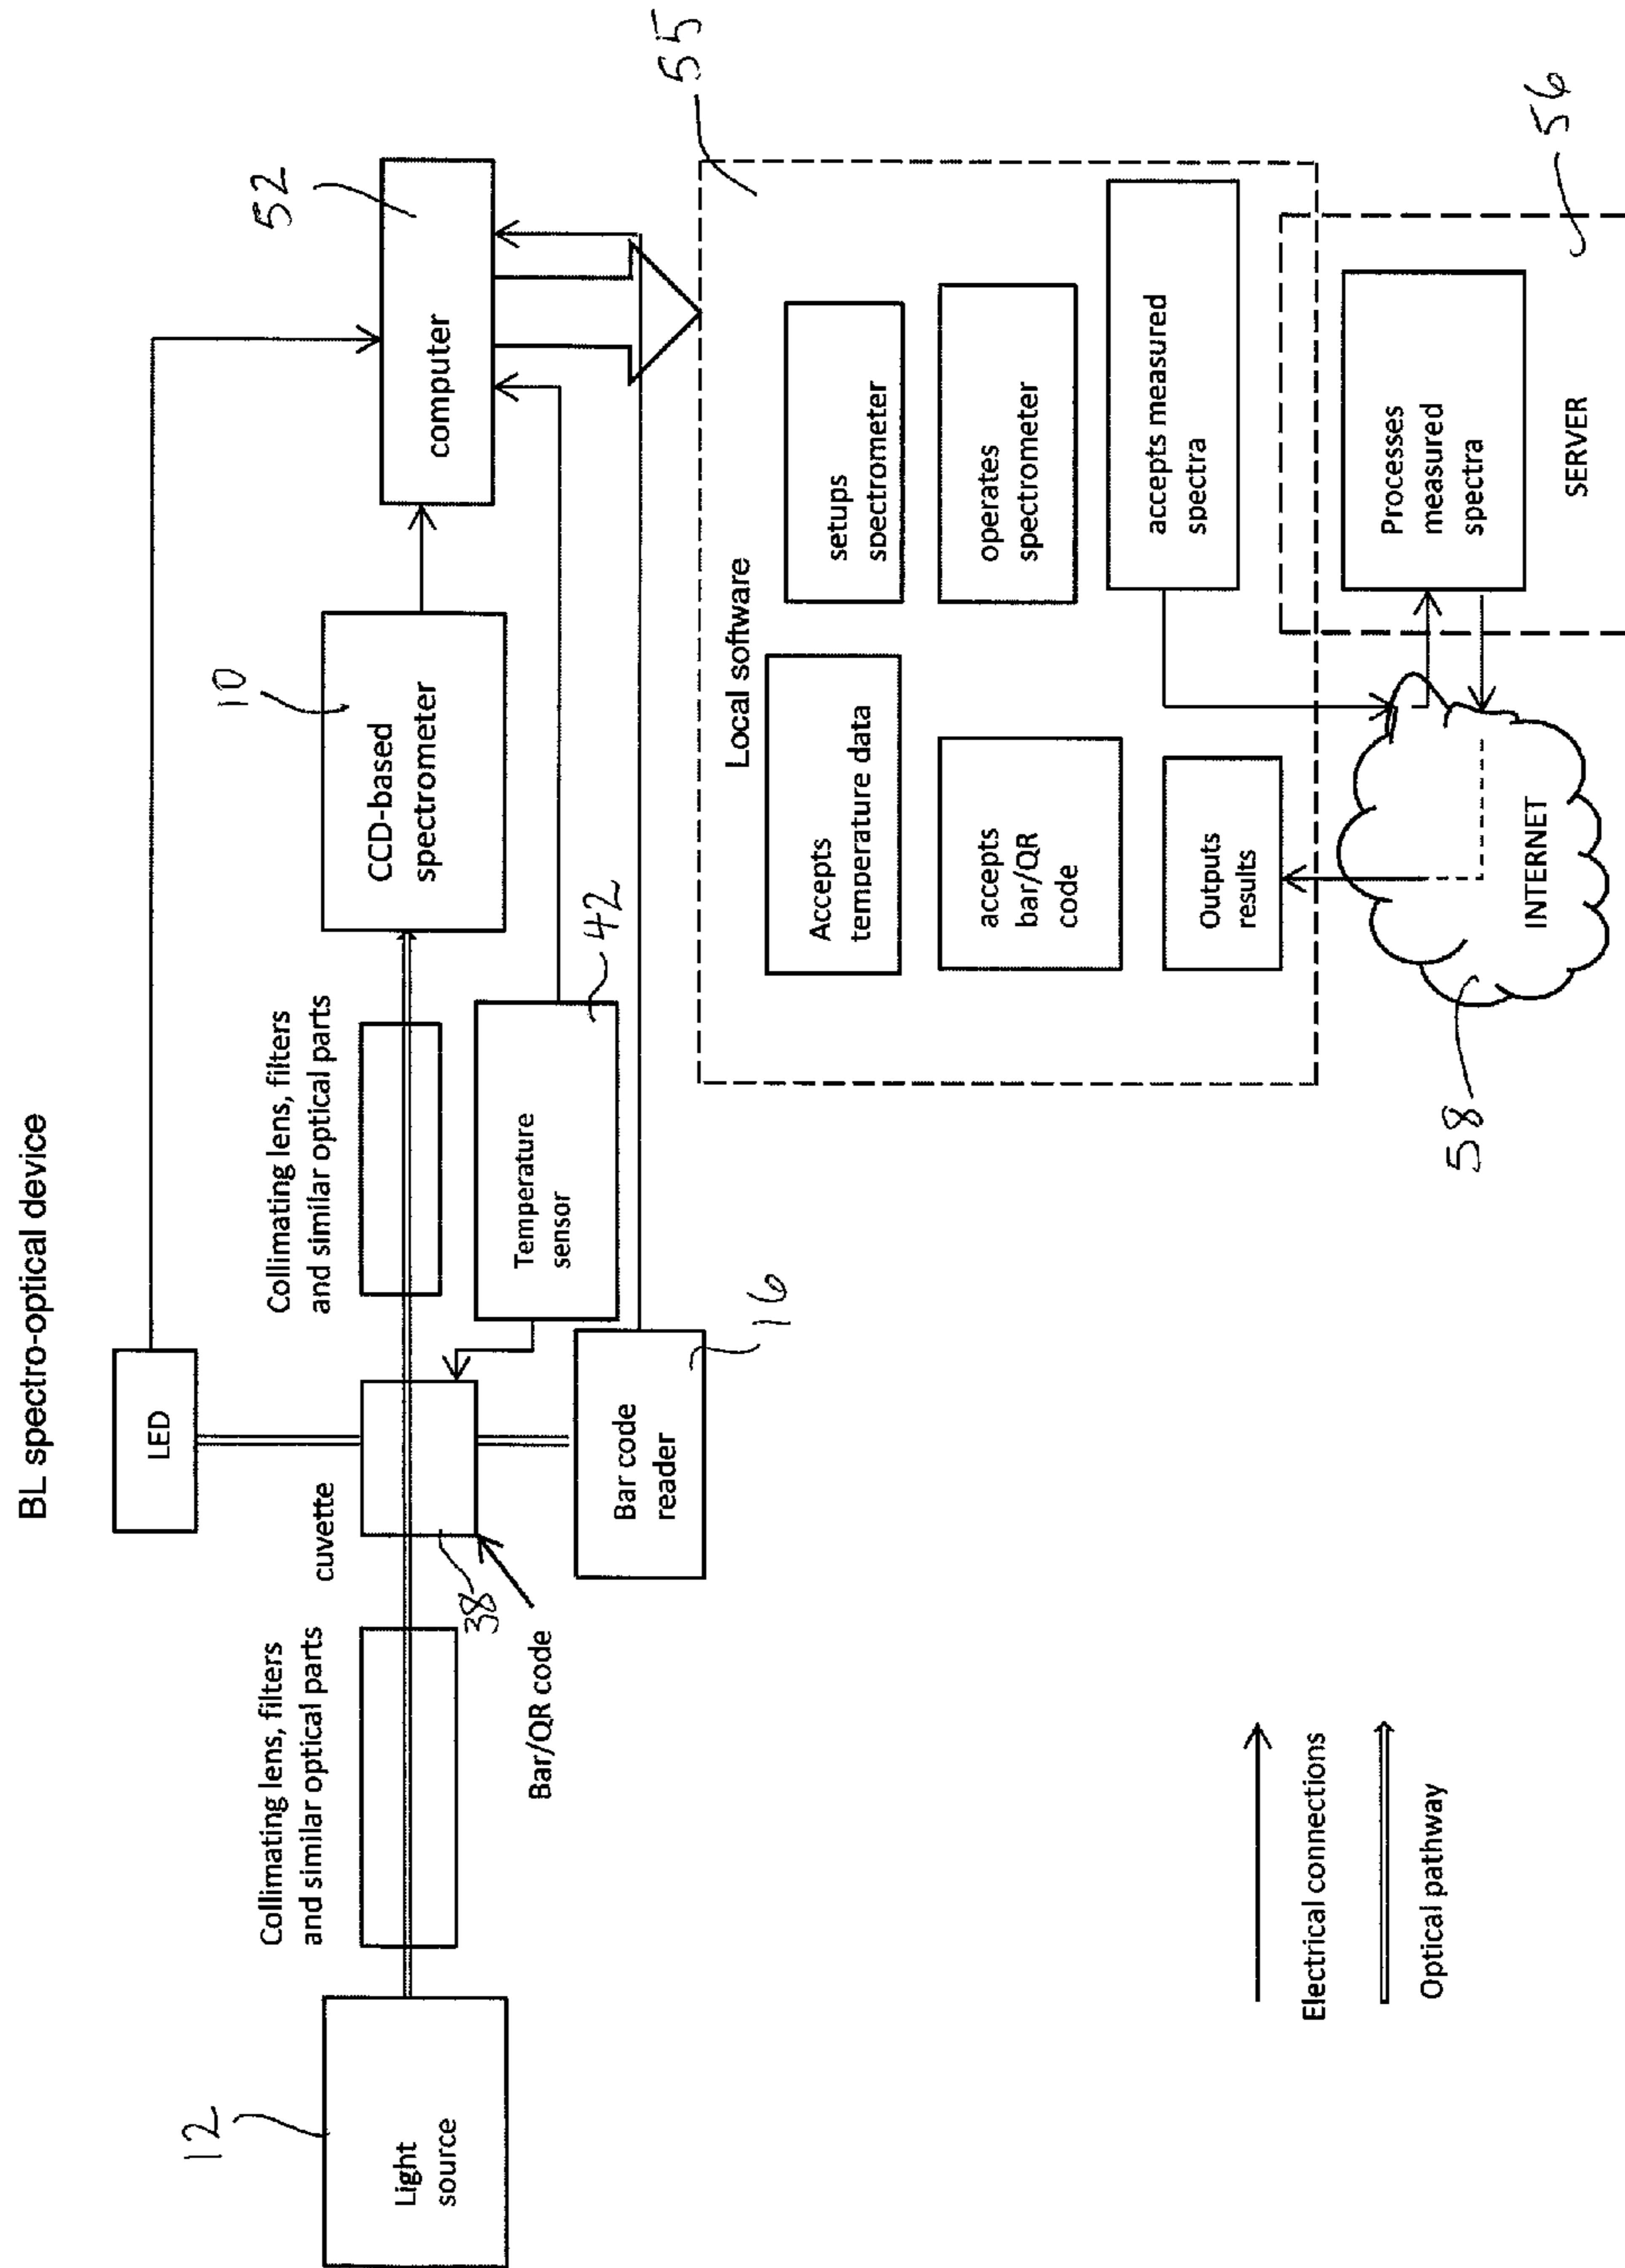 BL spectro-optical device
LED
52
10
Collimating lens, filters
and similar optical parts
Collimating lens, filters
and similar optical parts
12
cuvette
Light
source
CCD-based
spectrometer
computer
38
Bar/QR code
Temperature
sensor
42
Bar code
reader
16
55
Local software
Accepts
temperature data
setups
spectrometer
accepts
bar/QR
code
operates
spectrometer
Outputs
results
accepts measured
spectra
Electrical connections
Optical pathway
58
INTERNET
Processes
measured
spectra
SERVER
56